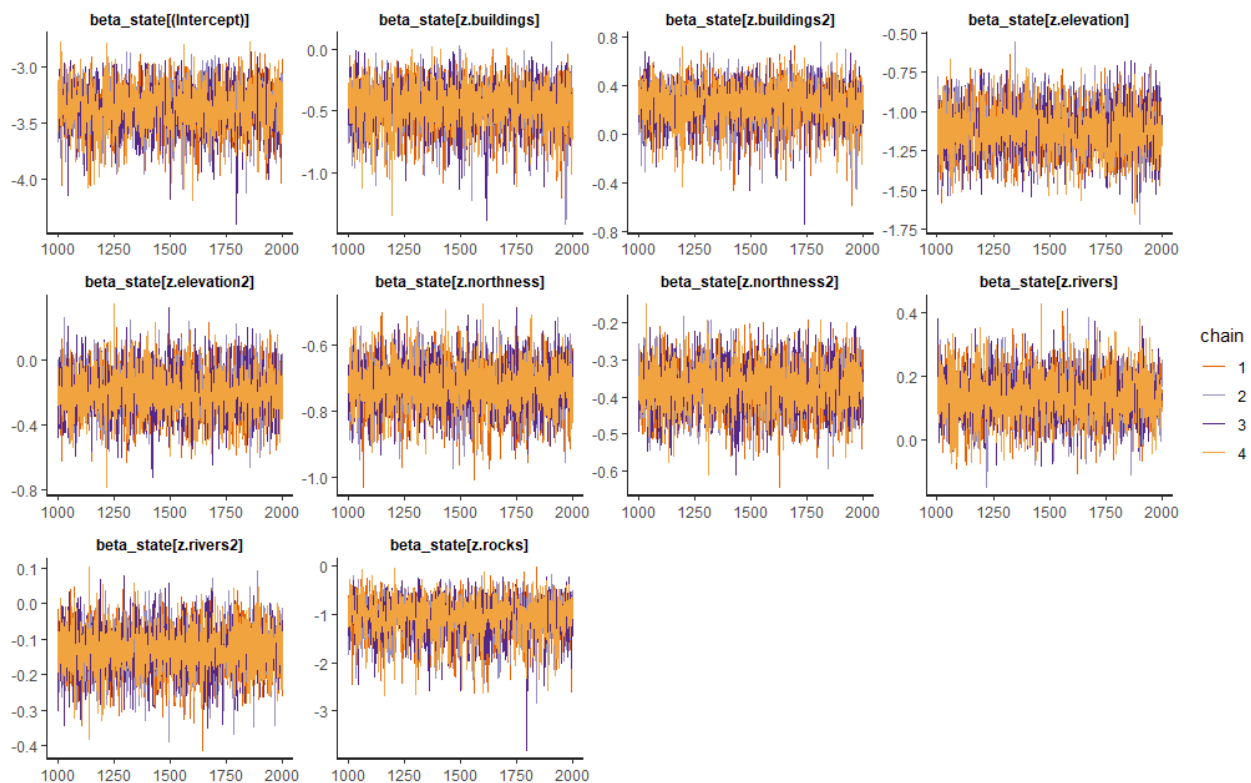 beta_state[(Intercept)] beta_state[z.buildings] beta_state[z.buildings2] beta_state[z.elevation]
-3.0 -3.5 -4.0
0.0 -0.5 -1.0
0.8 0.4 0.0 -0.4 -0.8
-0.50 -0.75 -1.00 -1.25 -1.50 -1.75
1000 1250 1500 1750 2000 1000 1250 1500 1750 2000 1000 1250 1500 1750 2000 1000 1250 1500 1750 2000
beta_state[z.elevation2] beta_state[z.northness] beta_state[z.northness2] beta_state[z.rivers]
0.0 -0.4 -0.8
-0.6 -0.8 -1.0
-0.2 -0.3 -0.4 -0.5 -0.6
0.4 0.2 0.0
1000 1250 1500 1750 2000 1000 1250 1500 1750 2000 1000 1250 1500 1750 2000 1000 1250 1500 1750 2000
beta_state[z.rivers2] beta_state[z.rocks]
0.1 0.0 -0.1 -0.2 -0.3 -0.4
0 -1 -2 -3
1000 1250 1500 1750 2000 1000 1250 1500 1750 2000
chain
1
2
3
4